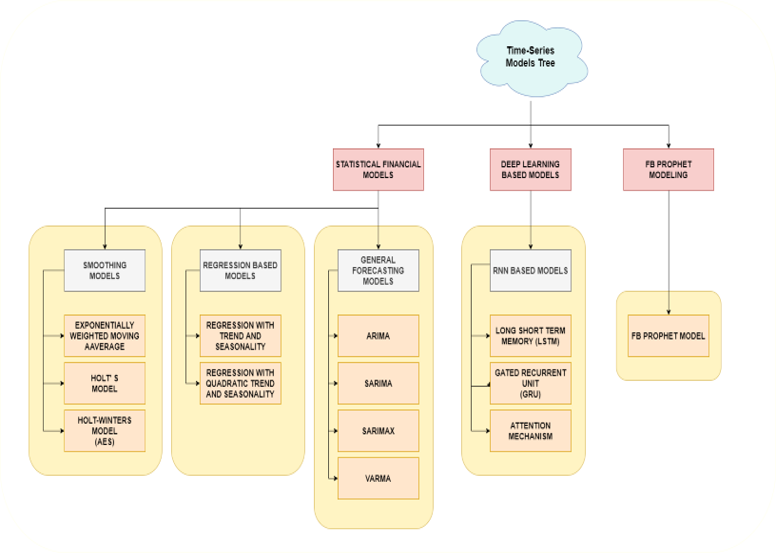 Time-Series
Models Tree
STATISTICAL FINANCIAL
MODELS
DEEP LEARNING
BASED MODELS
FB PROPHET
MODELING
SMOOTHING
MODELS
REGRESSION BASED
MODELS
GENERAL
FORECASTING
MODELS
RNN BASED MODELS
EXPONENTIALLY
WEIGHTED MOVING
AAVERAGE
HOLT' S
MODEL
HOLT-WINTERS
MODEL
(AES)
REGRESSION WITH
TREND AND
SEASONALITY
REGRESSION WITH
QUADRATIC TREND
AND SEASONALITY
ARIMA
SARIMA
SARIMAX
VARMA
LONG SHORT TERM
MEMORY (LSTM)
GATED RECURRENT
UNIT
(GRU)
ATTENTION
MECHANISM
FB PROPHET MODEL